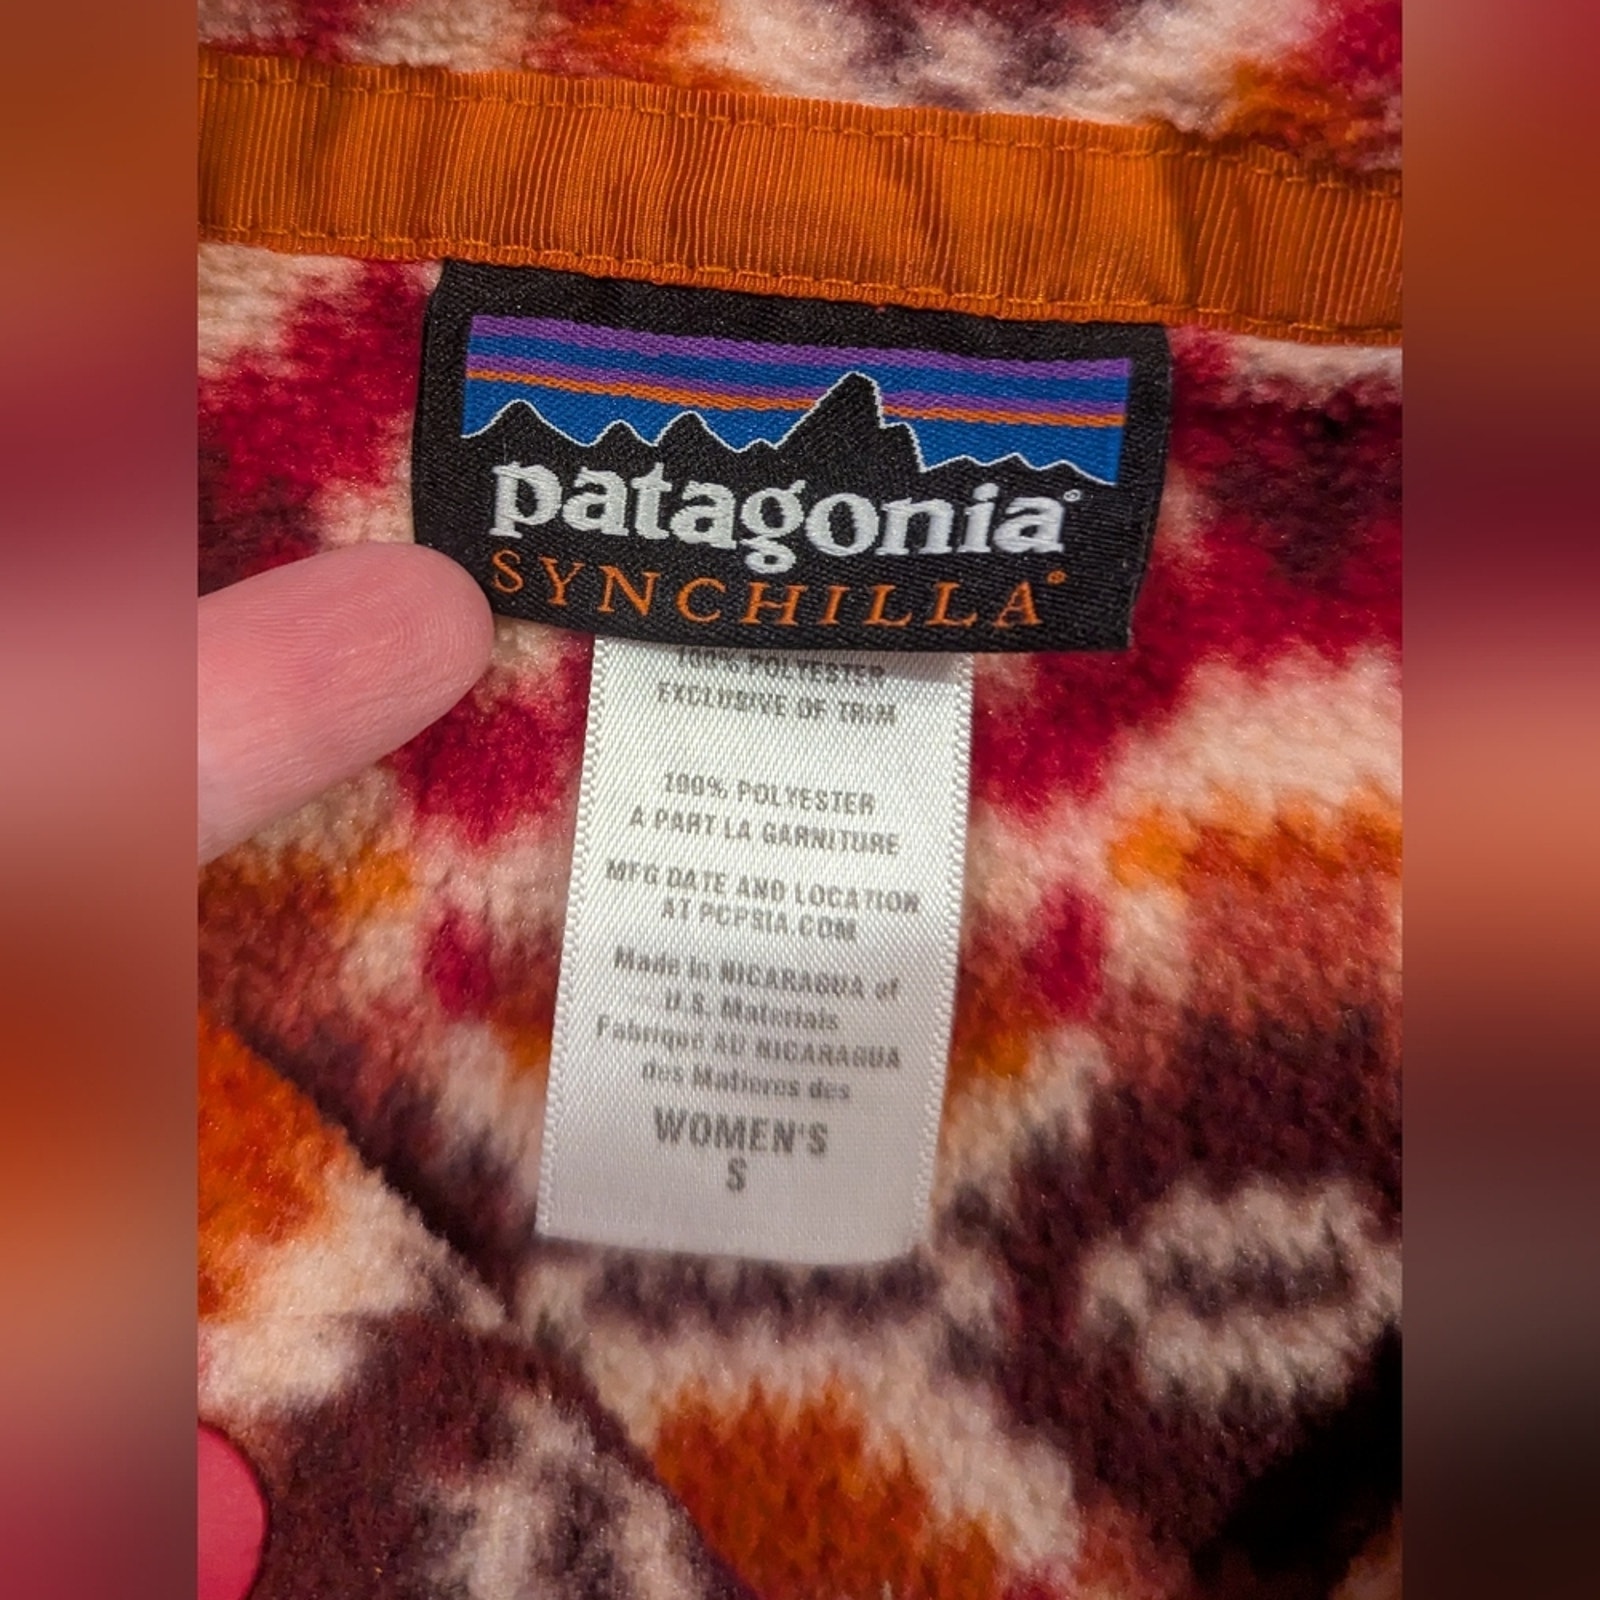 patagonia®
SYNCHILLA®
100% POLYESTER
EXCLUSIVE OF TRIM
100% POLYESTER
A PART LA GARNITURE
MFG DATE AND LOCATION
AT PCPSIA.COM
Made in NICARAGUA of
U.S. Materials
Fabriqué AU NICARAGUA
des Matieres des
WOMEN'S
S